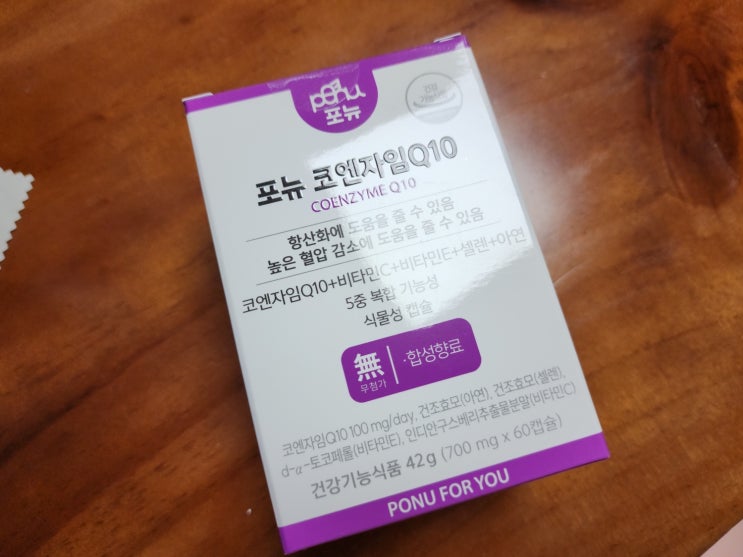 ponu
포뉴
건강
기능식품
포뉴 코엔자임Q10
COENZYME Q10
항산화에 도움을 줄 수 있음
높은 혈압 감소에 도움을 줄 수 있음
코엔자임Q10+비타민C+비타민E+셀렌+아연
5중 복합 기능성
식물성 캡슐
無
무첨가
·합성향료
코엔자임Q10 100 mg/day, 건조효모(아연), 건조효모(셀렌),
d-α-토코페롤(비타민E), 인디안구스베리추출물분말(비타민C)
건강기능식품 42g (700 mg x 60캡슐)
PONU FOR YOU